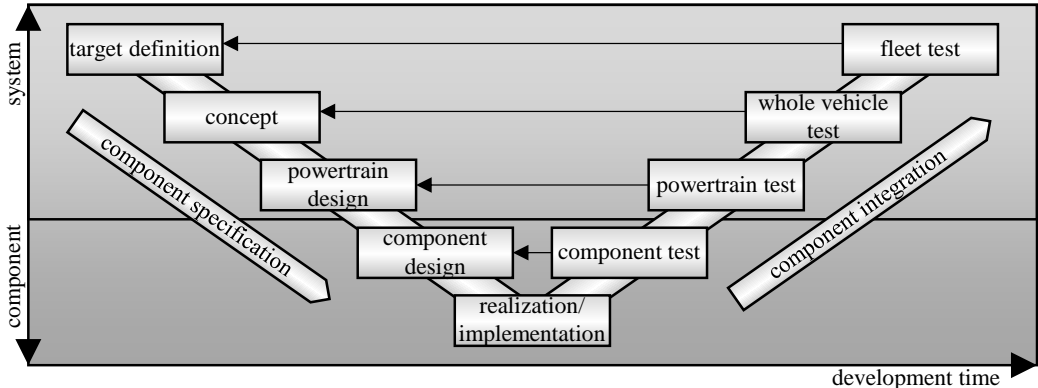 system
target definition
fleet test
concept
whole vehicle
test
component specification
powertrain
design
powertrain test
component integration
component
component
design
component test
realization/
implementation
development time